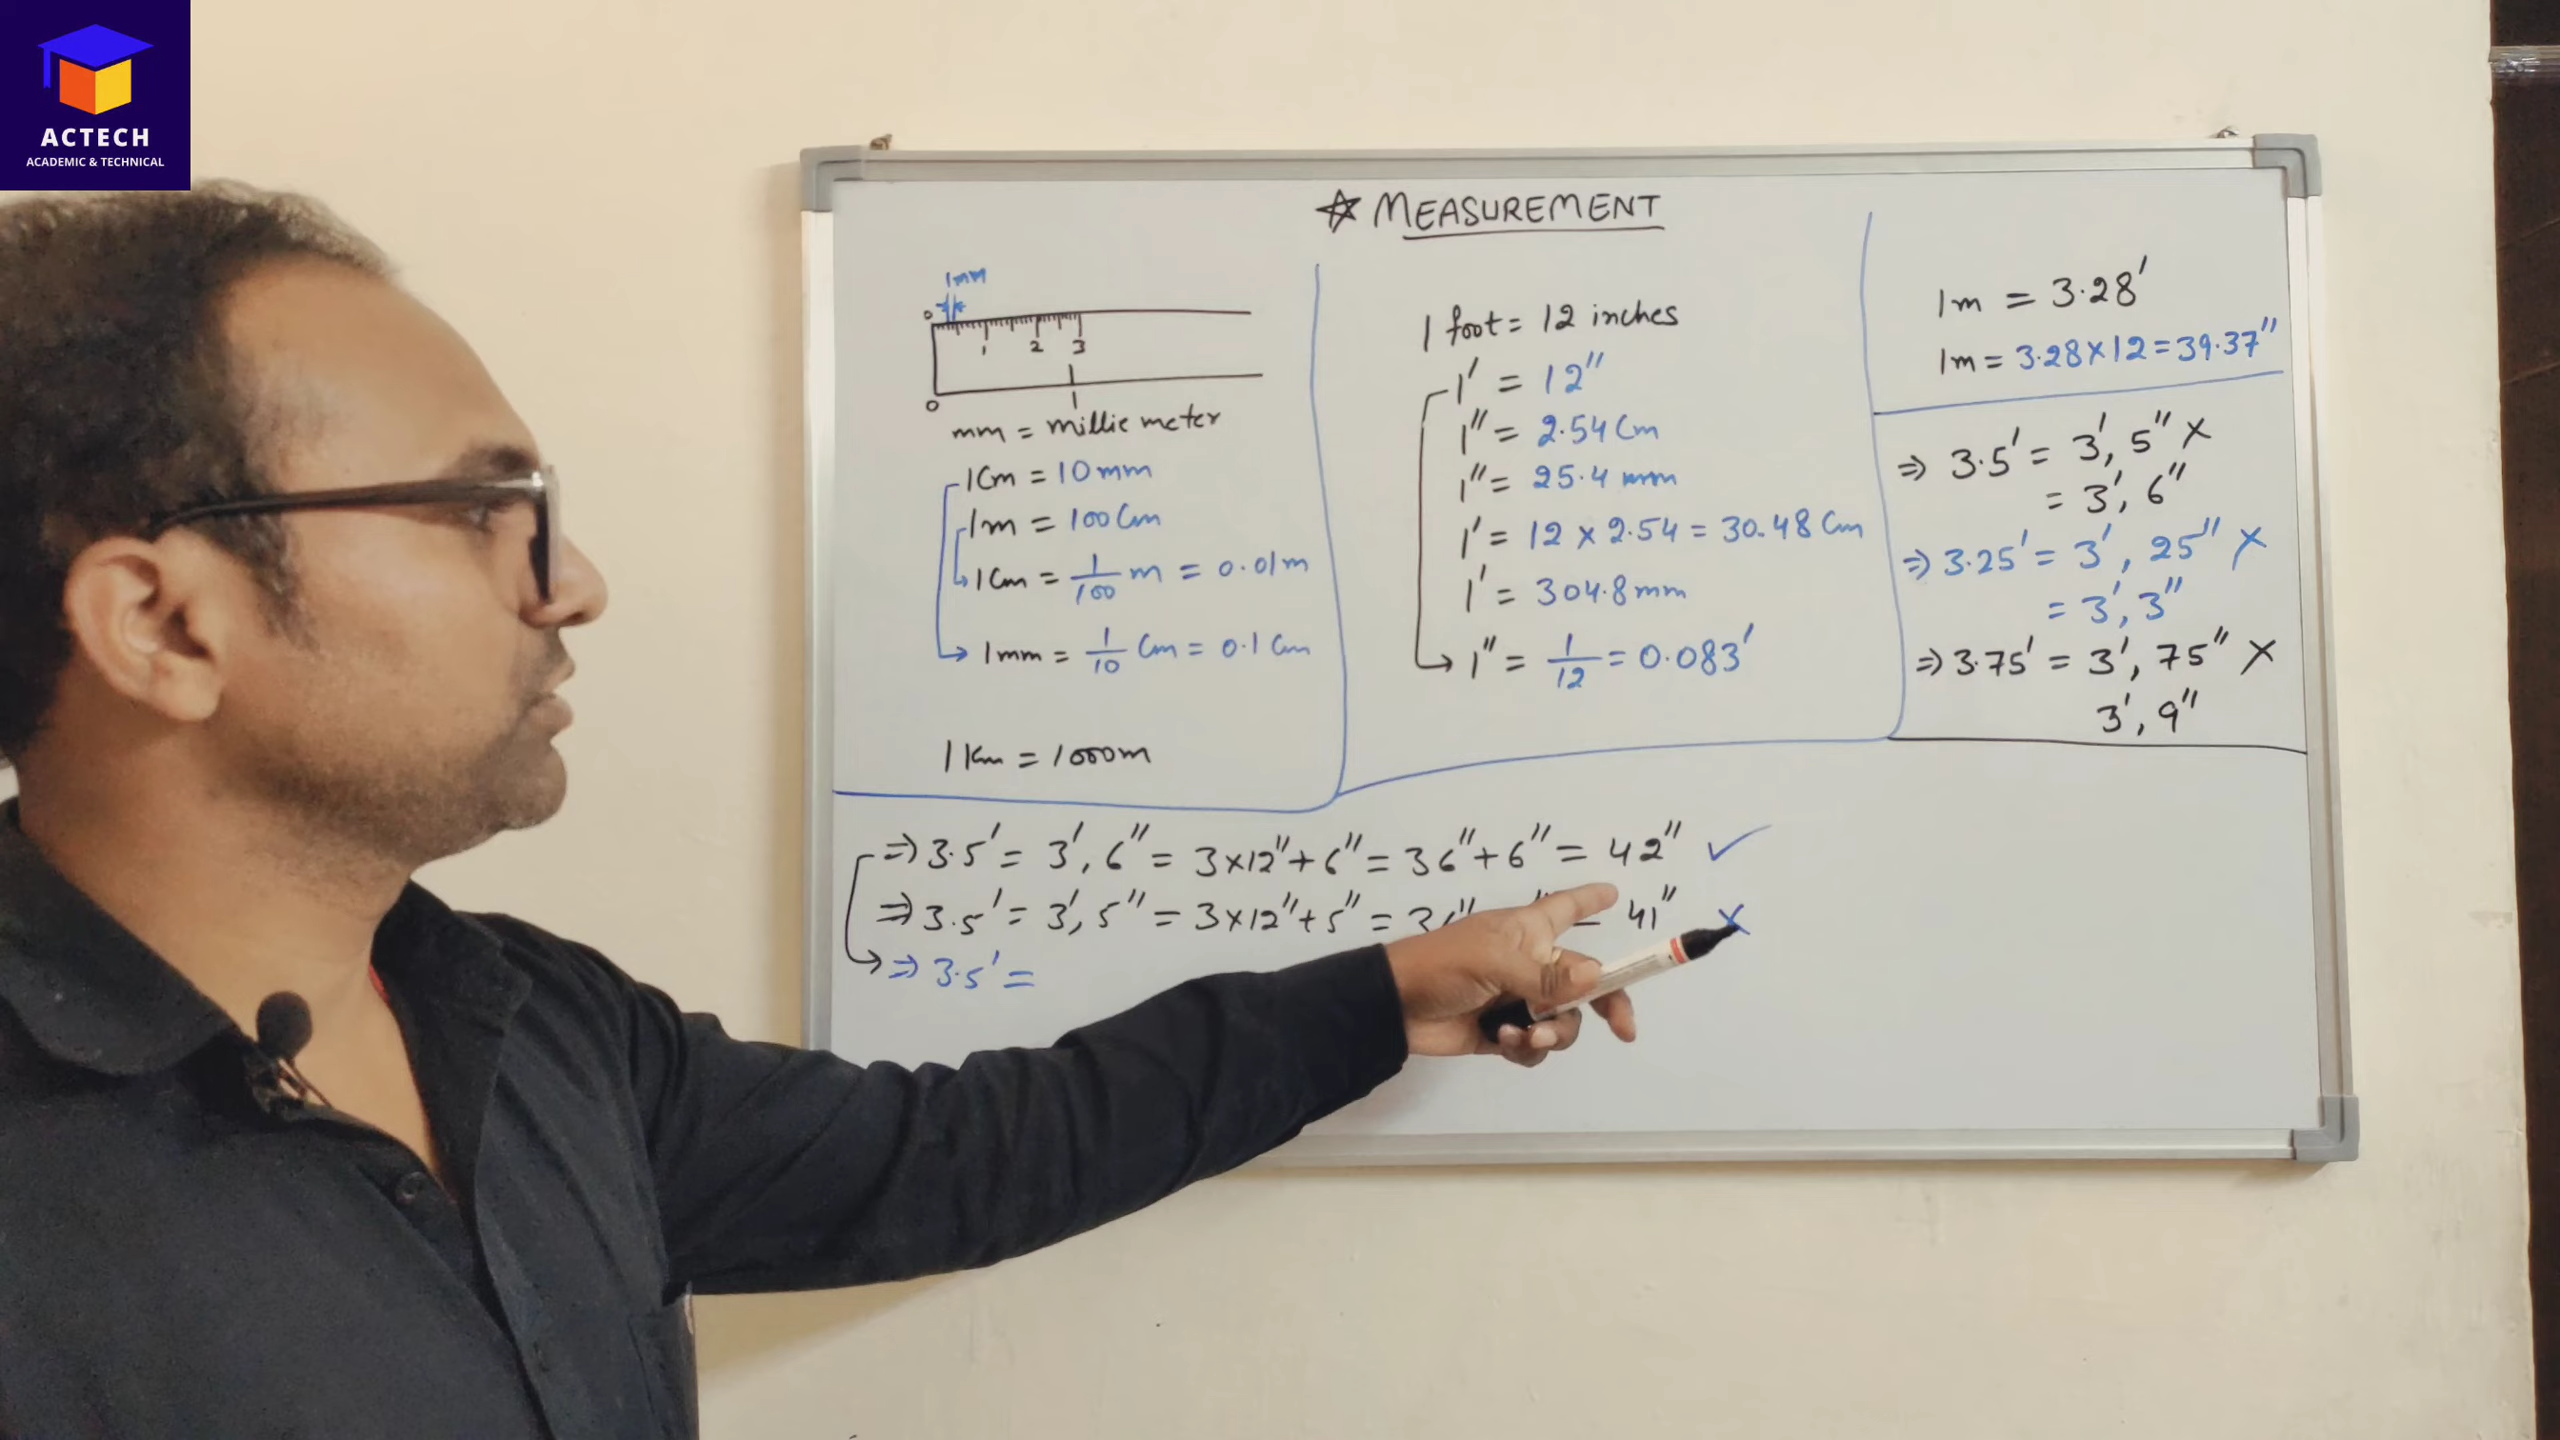 ACTECH
ACADEMIC & TECHNICAL
☆ MEASUREMENT
1mm
0
1 2 3
0
1
mm = millie meter
1Cm = 10mm
1m = 100Cm
1Cm = 1/100 m = 0.01m
1mm = 1/10 Cm = 0.1 Cm
1 Km = 1000m
1 foot = 12 inches
1' = 12"
1" = 2.54 Cm
1" = 25.4 mm
1' = 12 × 2.54 = 30.48 Cm
1' = 304.8mm
1" = 1/12 = 0.083'
1m = 3.28'
1m = 3.28×12 = 39.37"
⇒ 3.5' = 3', 5" ×
= 3', 6"
⇒ 3.25' = 3', 25" ×
= 3', 3"
⇒ 3.75' = 3', 75" ×
3', 9"
⇒ 3.5' = 3', 6" = 3×12"+6" = 36"+6" = 42" ✓
⇒ 3.5' = 3', 5" = 3×12"+5" = = 41" ×
⇒ 3.5' =